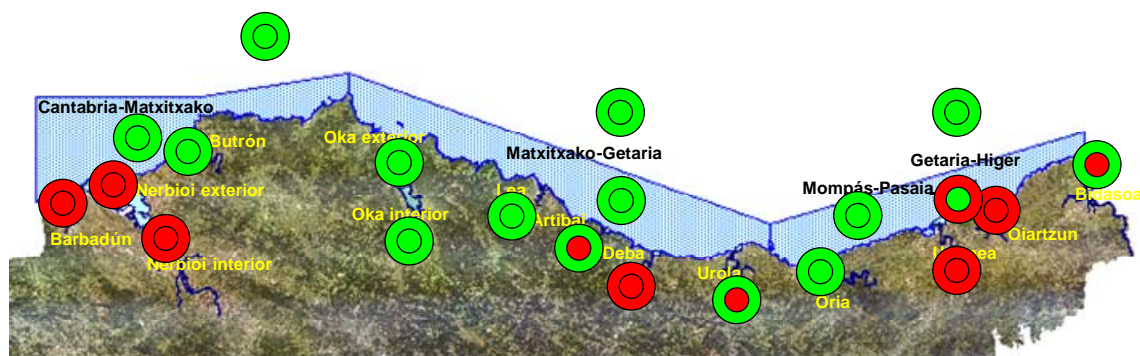 Cantabria-Matxitxako
Butrón
Oka exterior
Matxitxako-Getaria
Getaria-Higer
Mompás-Pasaia
Nerbioi exterior
Lea
Bidasoa
Barbadún
Oka interior
Artibai
Oiartzun
Nerbioi interior
Deba
Urola
Oria